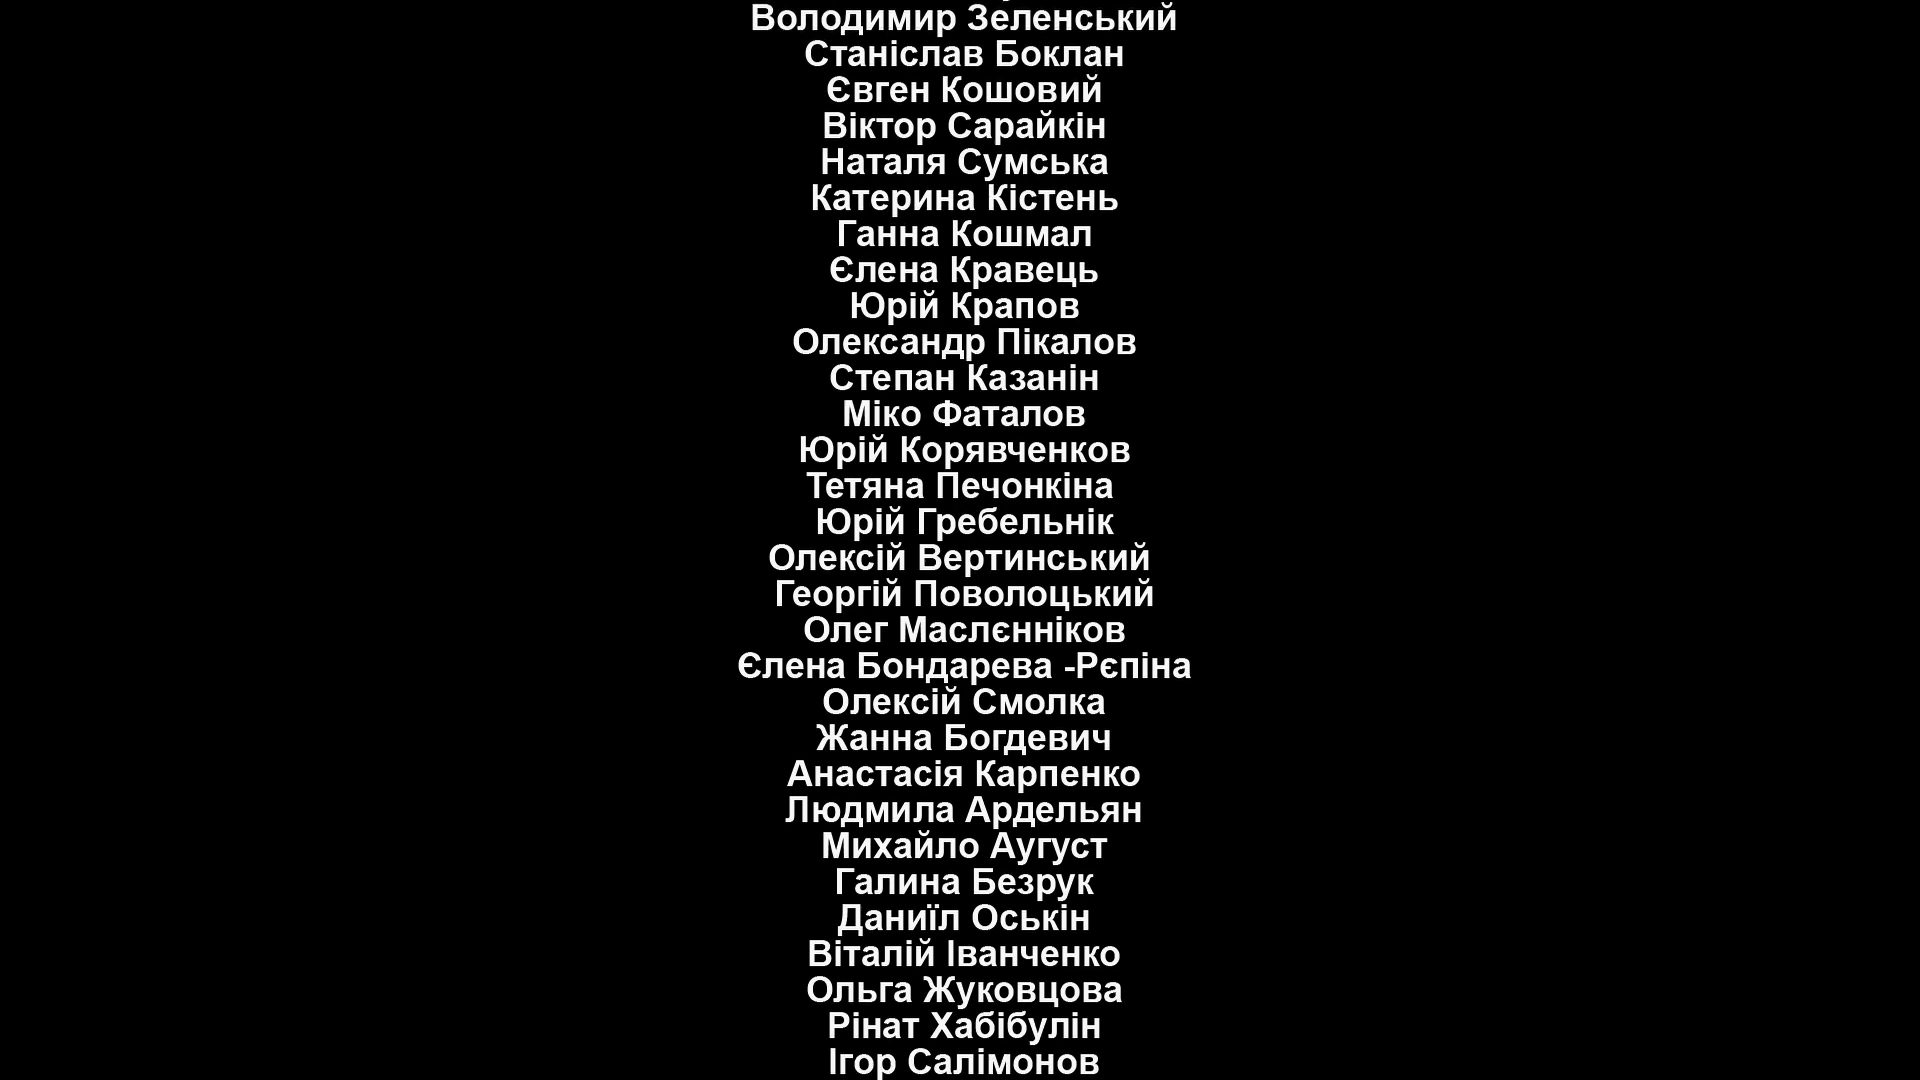 Володимир Зеленський
Станіслав Боклан
Євген Кошовий
Віктор Сарайкін
Наталя Сумська
Катерина Кістень
Ганна Кошмал
Єлена Кравець
Юрій Крапов
Олександр Пікалов
Степан Казанін
Міко Фаталов
Юрій Корявченков
Тетяна Печонкіна
Юрій Гребельнік
Олексій Вертинський
Георгій Поволоцький
Олег Маслєнніков
Єлена Бондарева -Рєпіна
Олексій Смолка
Жанна Богдевич
Анастасія Карпенко
Людмила Ардельян
Михайло Аугуст
Галина Безрук
Даниїл Оськін
Віталій Іванченко
Ольга Жуковцова
Рінат Хабібулін
Ігор Салімонов